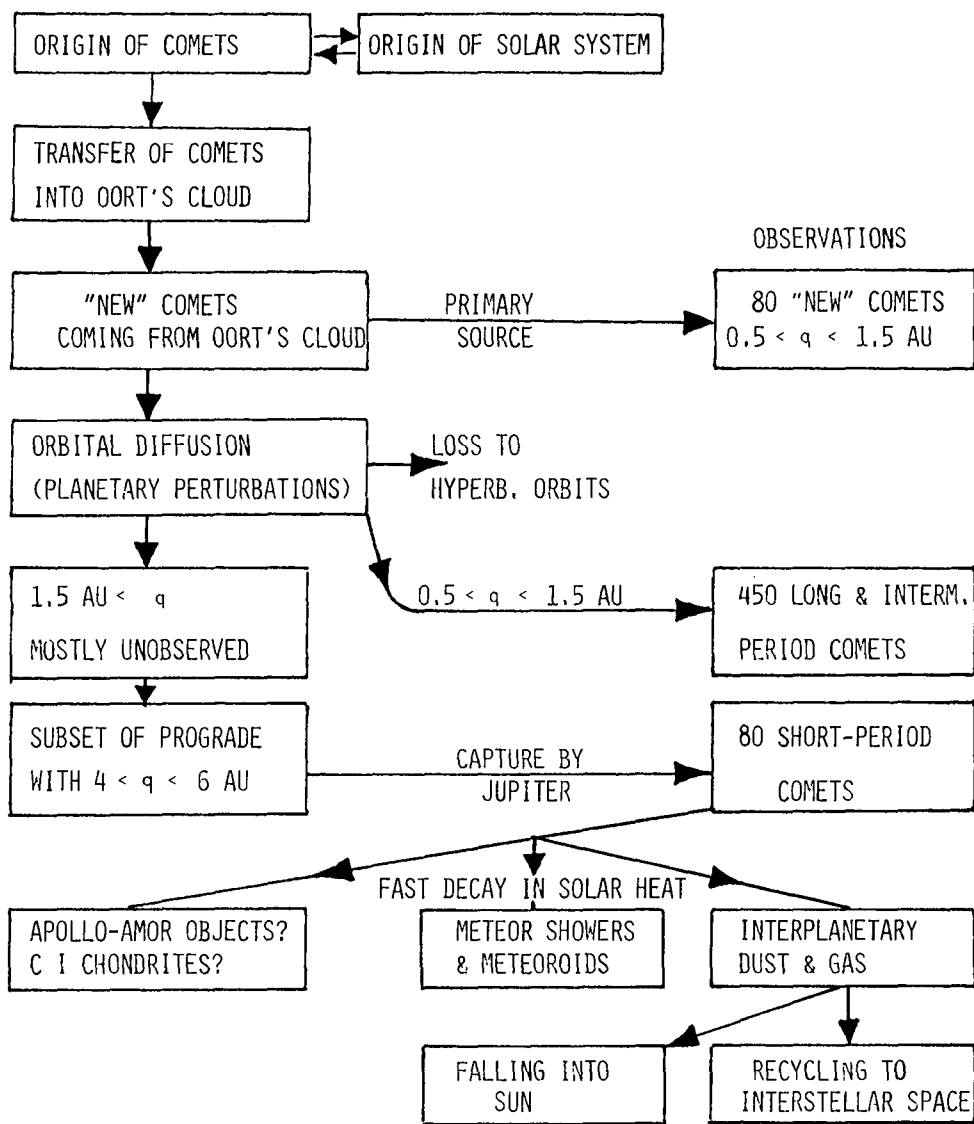 ORIGIN OF COMETS
ORIGIN OF SOLAR SYSTEM
TRANSFER OF COMETS
INTO OORT'S CLOUD
OBSERVATIONS
"NEW" COMETS
COMING FROM OORT'S CLOUD
PRIMARY
SOURCE
80 "NEW" COMETS
0.5 < q < 1.5 AU
ORBITAL DIFFUSION
(PLANETARY PERTURBATIONS)
LOSS TO
HYPERB. ORBITS
1.5 AU < q
MOSTLY UNOBSERVED
0.5 < q < 1.5 AU
450 LONG & INTERM.
PERIOD COMETS
SUBSET OF PROGRADE
WITH 4 < q < 6 AU
CAPTURE BY
JUPITER
80 SHORT-PERIOD
COMETS
FAST DECAY IN SOLAR HEAT
APOLLO-AMOR OBJECTS?
C I CHONDRITES?
METEOR SHOWERS
& METEOROIDS
INTERPLANETARY
DUST & GAS
FALLING INTO
SUN
RECYCLING TO
INTERSTELLAR SPACE